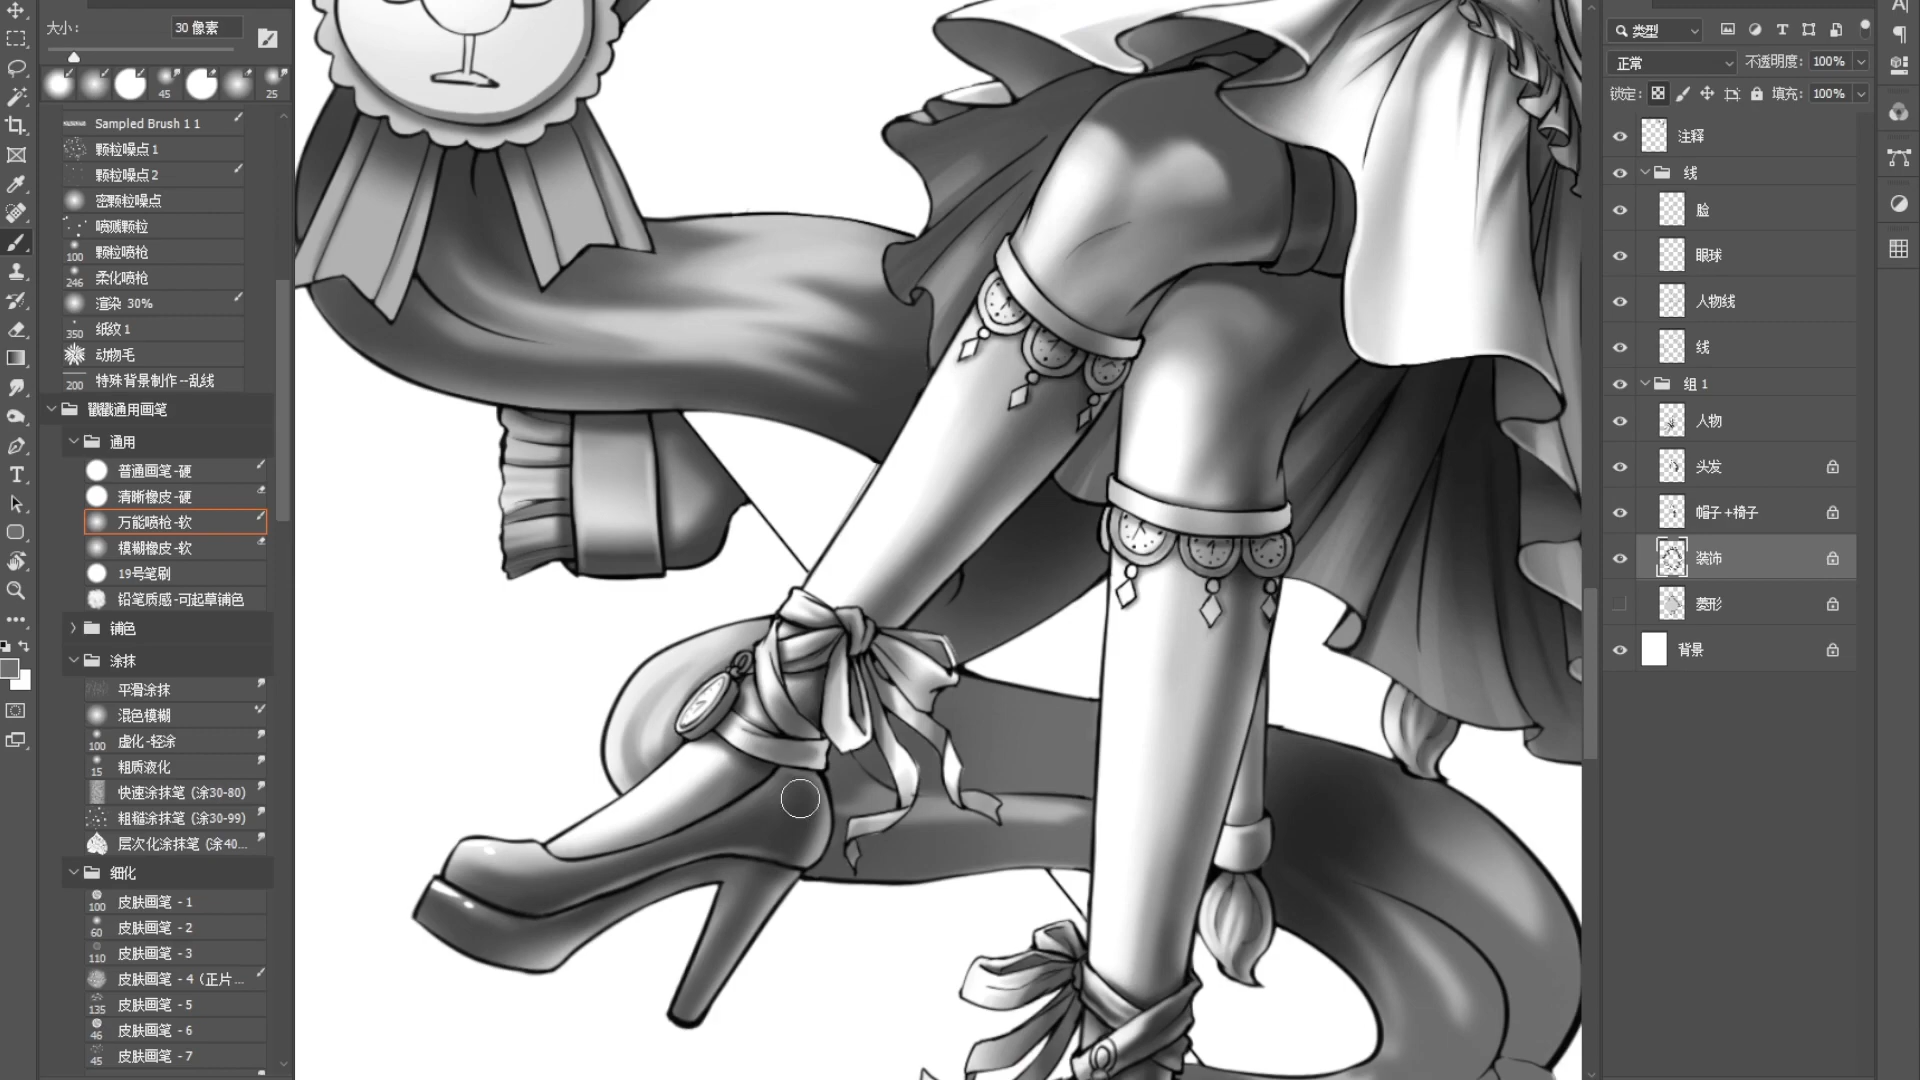 大小:
30 像素
45
25
Sampled Brush 1 1
颗粒噪点 1
颗粒噪点 2
密颗粒噪点
喷溅颗粒
100 颗粒喷枪
246 柔化喷枪
渲染 30%
350 纸纹 1
动物毛
200 特殊背景制作 --乱线
戳戳通用画笔
通用
普通画笔 -硬
清晰橡皮 -硬
万能喷枪 -软
模糊橡皮 -软
19号笔刷
铅笔质感 -可起草铺色
铺色
涂抹
平滑涂抹
混色模糊
100 虚化 -轻涂
15 粗质液化
快速涂抹笔 (涂30-80)
粗糙涂抹笔 (涂30-99)
层次化涂抹笔 (涂40...
细化
100 皮肤画笔 - 1
60 皮肤画笔 - 2
110 皮肤画笔 - 3
皮肤画笔 - 4（正片 ...
135 皮肤画笔 - 5
46 皮肤画笔 - 6
45 皮肤画笔 - 7
类型
正常 不透明度: 100%
锁定: 填充: 100%
注释
线
脸
眼球
人物线
线
组 1
人物
头发
帽子 +椅子
装饰
菱形
背景